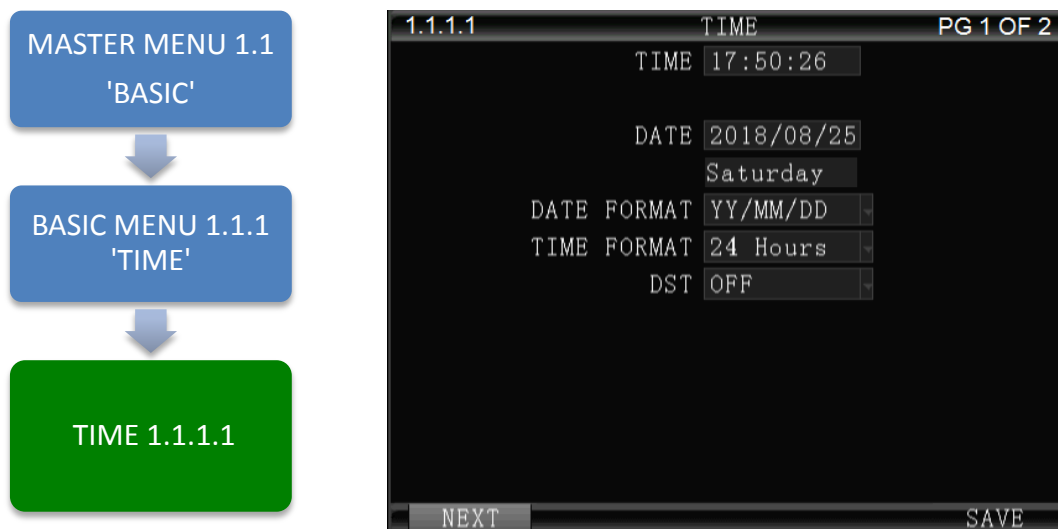 MASTER MENU 1.1
'BASIC'
BASIC MENU 1.1.1
'TIME'
TIME 1.1.1.1
1.1.1.1 TIME PG 1 OF 2
TIME 17:50:26
DATE 2018/08/25
Saturday
DATE FORMAT YY/MM/DD
TIME FORMAT 24 Hours
DST OFF
NEXT SAVE